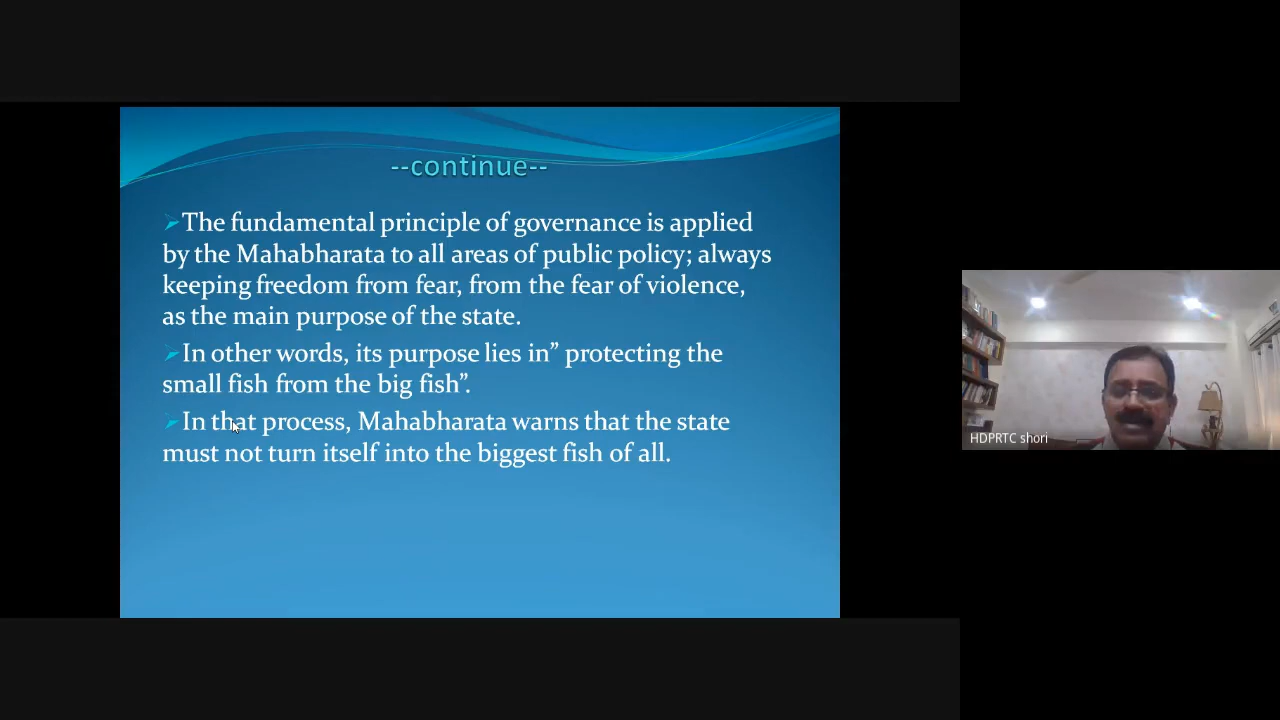 --continue--
➢The fundamental principle of governance is applied
by the Mahabharata to all areas of public policy; always
keeping freedom from fear, from the fear of violence,
as the main purpose of the state.
➢In other words, its purpose lies in” protecting the
small fish from the big fish”.
➢In that process, Mahabharata warns that the state
must not turn itself into the biggest fish of all.
HDPRTC shori